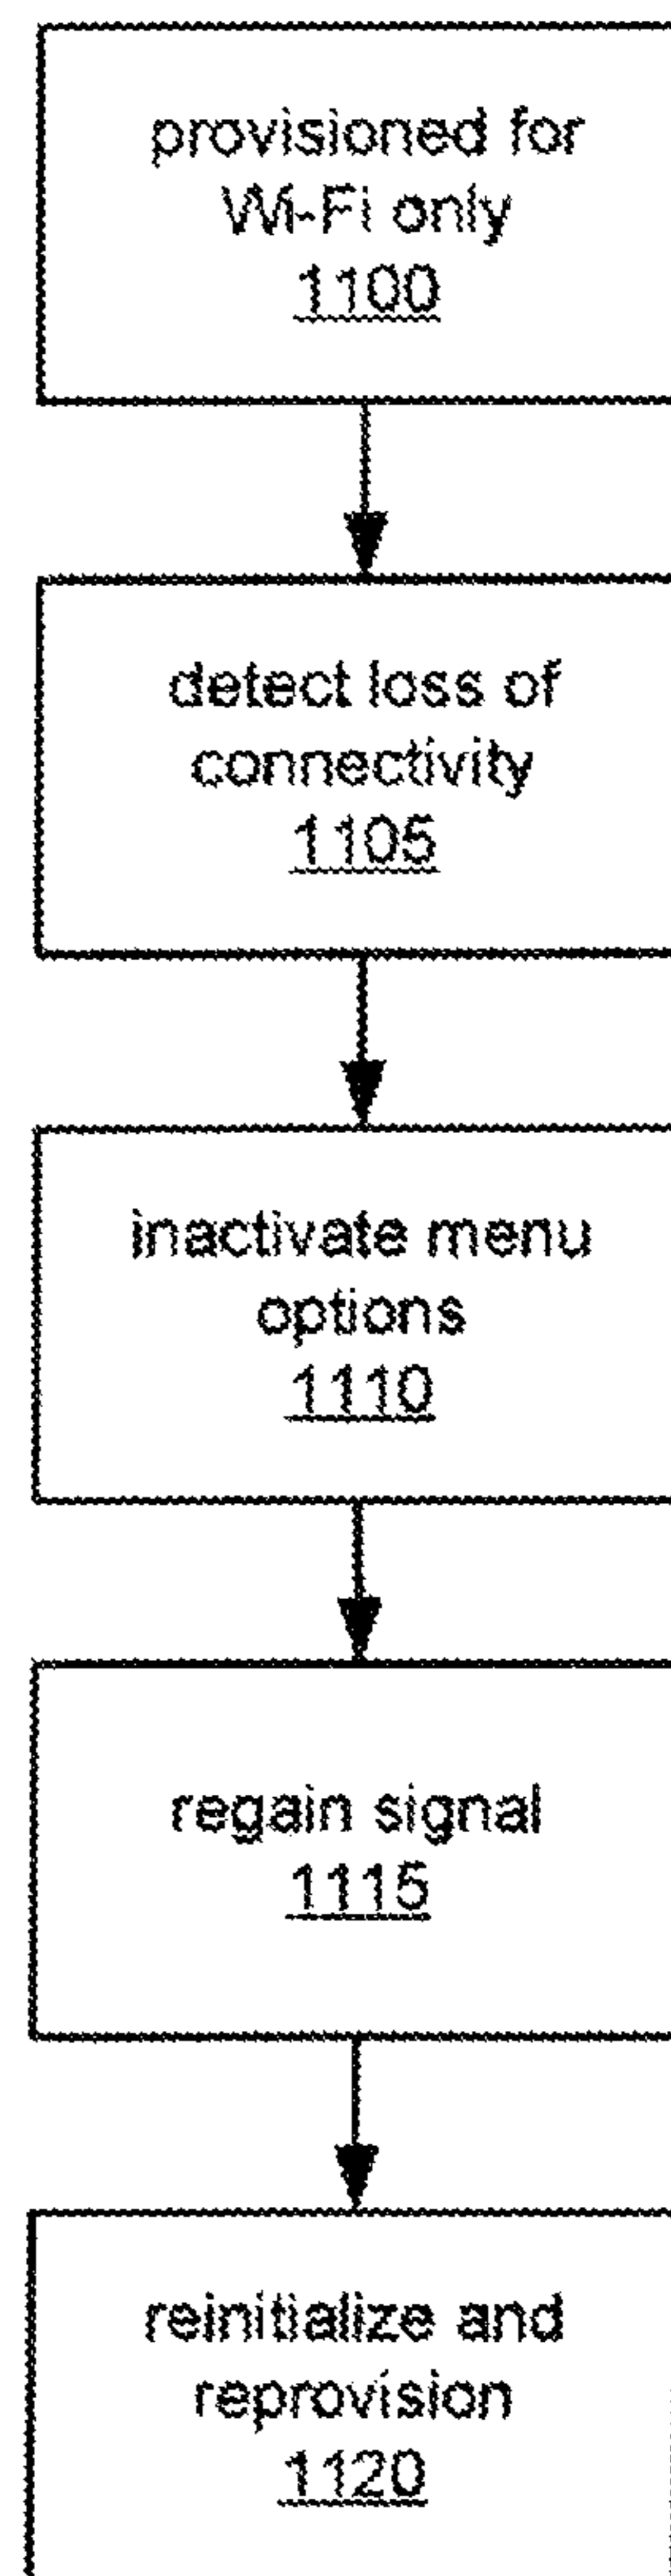 provisioned for
Wi-Fi only
1100
detect loss of
connectivity
1105
inactivate menu
options
1110
regain signal
1115
reinitialize and
reprovision
1120